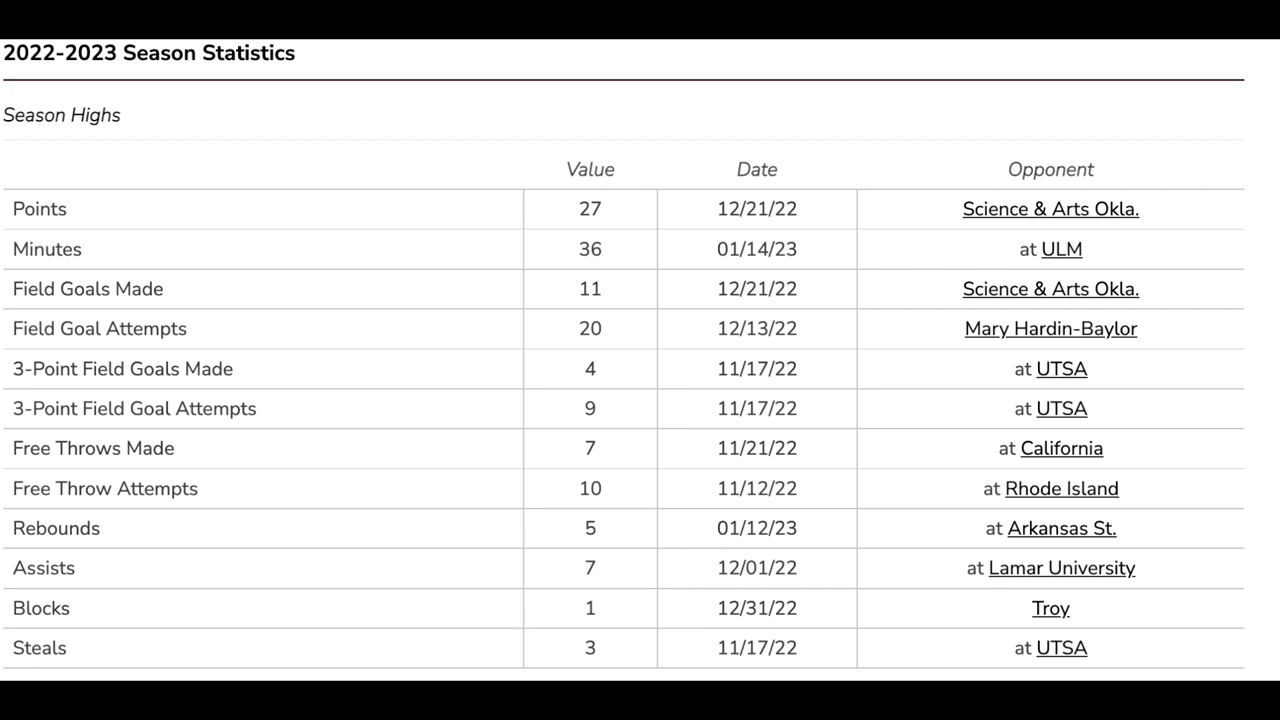 2022-2023 Season Statistics
Season Highs
Value Date Opponent
Points 27 12/21/22 Science & Arts Okla.
Minutes 36 01/14/23 at ULM
Field Goals Made 11 12/21/22 Science & Arts Okla.
Field Goal Attempts 20 12/13/22 Mary Hardin-Baylor
3-Point Field Goals Made 4 11/17/22 at UTSA
3-Point Field Goal Attempts 9 11/17/22 at UTSA
Free Throws Made 7 11/21/22 at California
Free Throw Attempts 10 11/12/22 at Rhode Island
Rebounds 5 01/12/23 at Arkansas St.
Assists 7 12/01/22 at Lamar University
Blocks 1 12/31/22 Troy
Steals 3 11/17/22 at UTSA